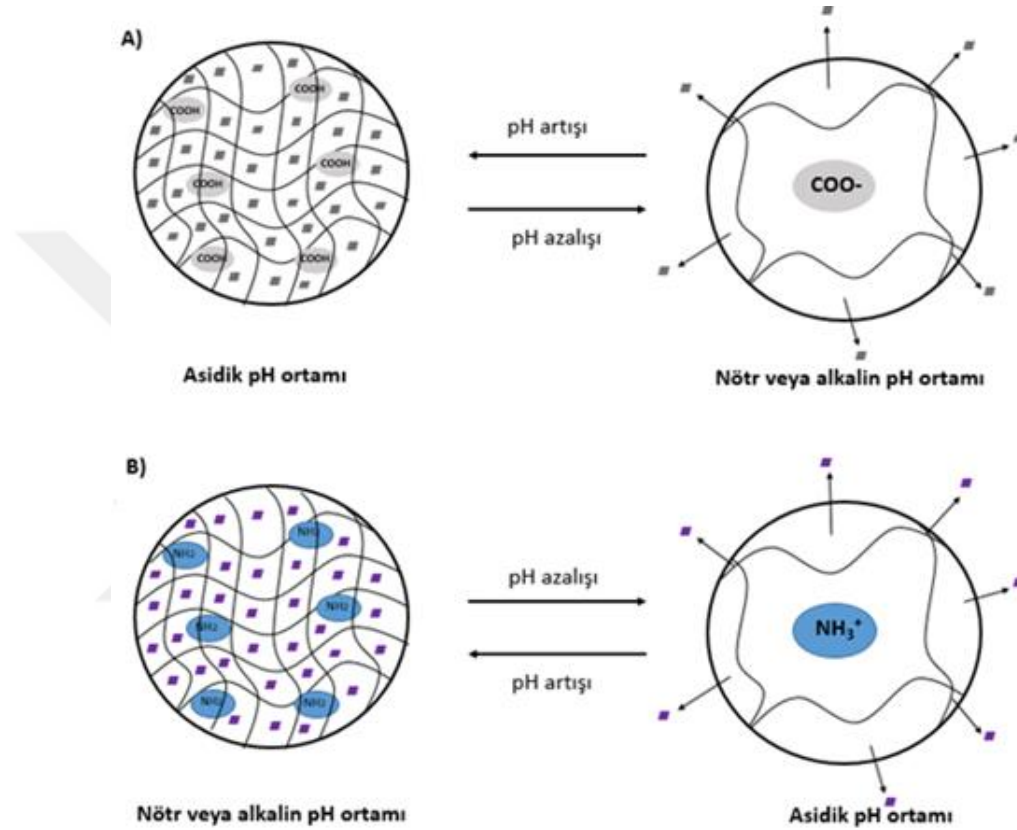 A)
COOH
COOH
COOH
COOH
COOH
COOH
pH artışı
pH azalışı
COO-
Asidik pH ortamı
Nötr veya alkalin pH ortamı
B)
NH2
NH2
NH2
NH2
NH2
NH2
pH azalışı
pH artışı
NH₃⁺
Nötr veya alkalin pH ortamı
Asidik pH ortamı